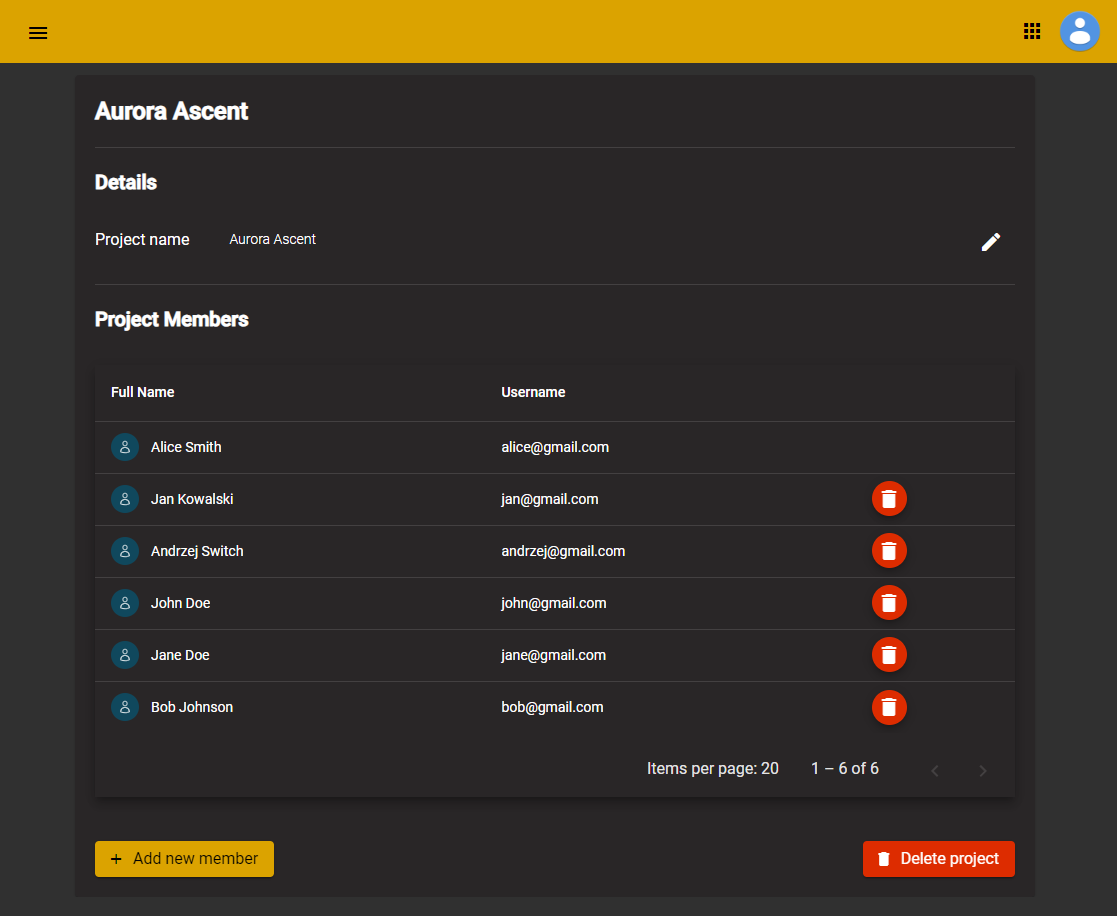 Aurora Ascent
Details
Project name Aurora Ascent
Project Members
Full Name Username
Alice Smith alice@gmail.com
Jan Kowalski jan@gmail.com
Andrzej Switch andrzej@gmail.com
John Doe john@gmail.com
Jane Doe jane@gmail.com
Bob Johnson bob@gmail.com
Items per page: 20 1 – 6 of 6
Add new member Delete project